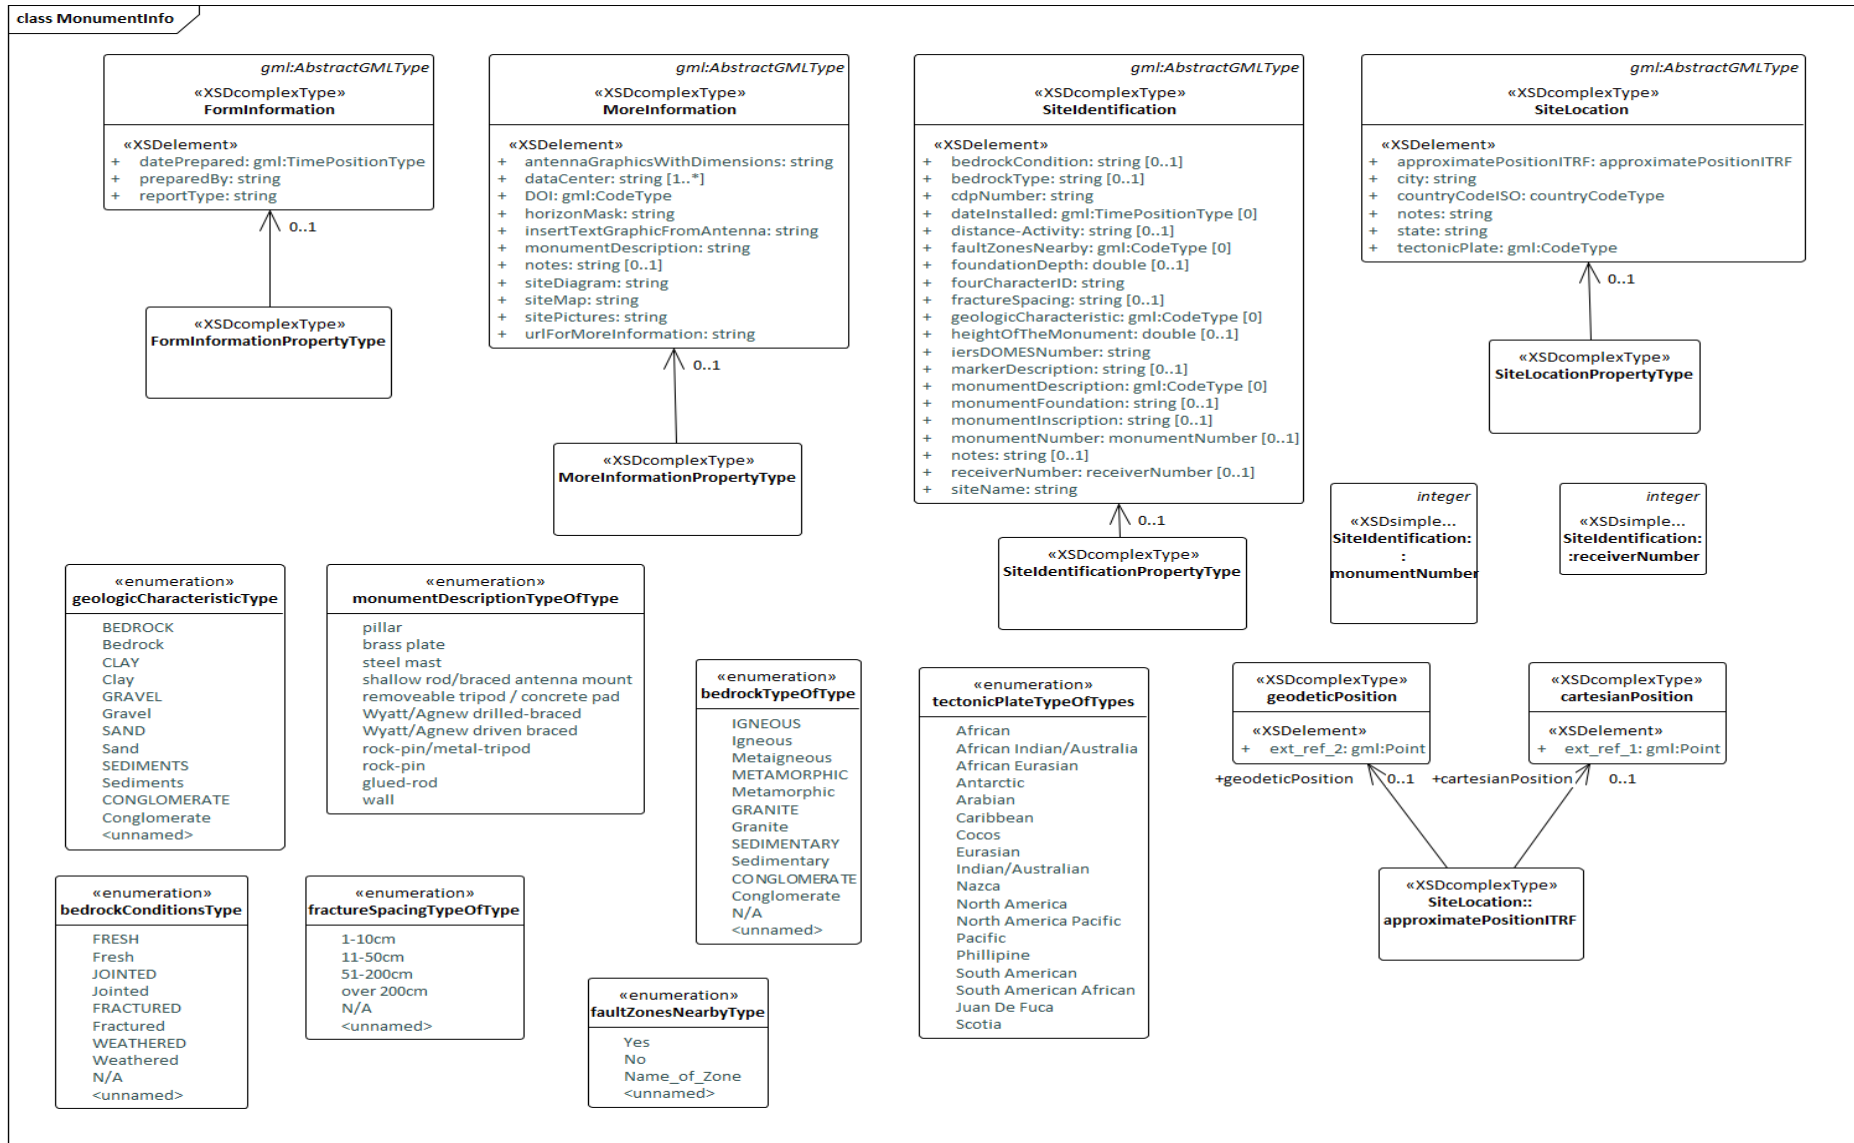 class MonumentInfo
gml:AbstractGMLType
«XSDcomplexType»
FormInformation
«XSDelement»
+ datePrepared: gml:TimePositionType
+ preparedBy: string
+ reportType: string
0..1
«XSDcomplexType»
FormInformationPropertyType
gml:AbstractGMLType
«XSDcomplexType»
MoreInformation
«XSDelement»
+ antennaGraphicsWithDimensions: string
+ dataCenter: string [1..*]
+ DOI: gml:CodeType
+ horizonMask: string
+ insertTextGraphicFromAntenna: string
+ monumentDescription: string
+ notes: string [0..1]
+ siteDiagram: string
+ siteMap: string
+ sitePictures: string
+ urlForMoreInformation: string
0..1
«XSDcomplexType»
MoreInformationPropertyType
gml:AbstractGMLType
«XSDcomplexType»
SiteIdentification
«XSDelement»
+ bedrockCondition: string [0..1]
+ bedrockType: string [0..1]
+ cdpNumber: string
+ dateInstalled: gml:TimePositionType [0]
+ distance-Activity: string [0..1]
+ faultZonesNearby: gml:CodeType [0]
+ foundationDepth: double [0..1]
+ fourCharacterID: string
+ fractureSpacing: string [0..1]
+ geologicCharacteristic: gml:CodeType [0]
+ heightOfTheMonument: double [0..1]
+ iersDOMESNumber: string
+ markerDescription: string [0..1]
+ monumentDescription: gml:CodeType [0]
+ monumentFoundation: string [0..1]
+ monumentInscription: string [0..1]
+ monumentNumber: monumentNumber [0..1]
+ notes: string [0..1]
+ receiverNumber: receiverNumber [0..1]
+ siteName: string
0..1
«XSDcomplexType»
SiteIdentificationPropertyType
gml:AbstractGMLType
«XSDcomplexType»
SiteLocation
«XSDelement»
+ approximatePositionITRF: approximatePositionITRF
+ city: string
+ countryCodeISO: countryCodeType
+ notes: string
+ state: string
+ tectonicPlate: gml:CodeType
0..1
«XSDcomplexType»
SiteLocationPropertyType
integer
«XSDsimple...
SiteIdentification:
:
monumentNumber
integer
«XSDsimple...
SiteIdentification:
:receiverNumber
«enumeration»
geologicCharacteristicType
BEDROCK
Bedrock
CLAY
Clay
GRAVEL
Gravel
SAND
Sand
SEDIMENTS
Sediments
CONGLOMERATE
Conglomerate
<unnamed>
«enumeration»
monumentDescriptionTypeOfType
pillar
brass plate
steel mast
shallow rod/braced antenna mount
removeable tripod / concrete pad
Wyatt/Agnew drilled-braced
Wyatt/Agnew driven braced
rock-pin/metal-tripod
rock-pin
glued-rod
wall
«enumeration»
bedrockTypeOfType
IGNEOUS
Igneous
Metaigneous
METAMORPHIC
Metamorphic
GRANITE
Granite
SEDIMENTARY
Sedimentary
CONGLOMERATE
Conglomerate
N/A
<unnamed>
«enumeration»
tectonicPlateTypeOfTypes
African
African Indian/Australia
African Eurasian
Antarctic
Arabian
Caribbean
Cocos
Eurasian
Indian/Australian
Nazca
North America
North America Pacific
Pacific
Phillipine
South American
South American African
Juan De Fuca
Scotia
«XSDcomplexType»
geodeticPosition
«XSDelement»
+ ext_ref_2: gml:Point
«XSDcomplexType»
cartesianPosition
«XSDelement»
+ ext_ref_1: gml:Point
+geodeticPosition 0..1 +cartesianPosition 0..1
«XSDcomplexType»
SiteLocation::
approximatePositionITRF
«enumeration»
bedrockConditionsType
FRESH
Fresh
JOINTED
Jointed
FRACTURED
Fractured
WEATHERED
Weathered
N/A
<unnamed>
«enumeration»
fractureSpacingTypeOfType
1-10cm
11-50cm
51-200cm
over 200cm
N/A
<unnamed>
«enumeration»
faultZonesNearbyType
Yes
No
Name_of_Zone
<unnamed>